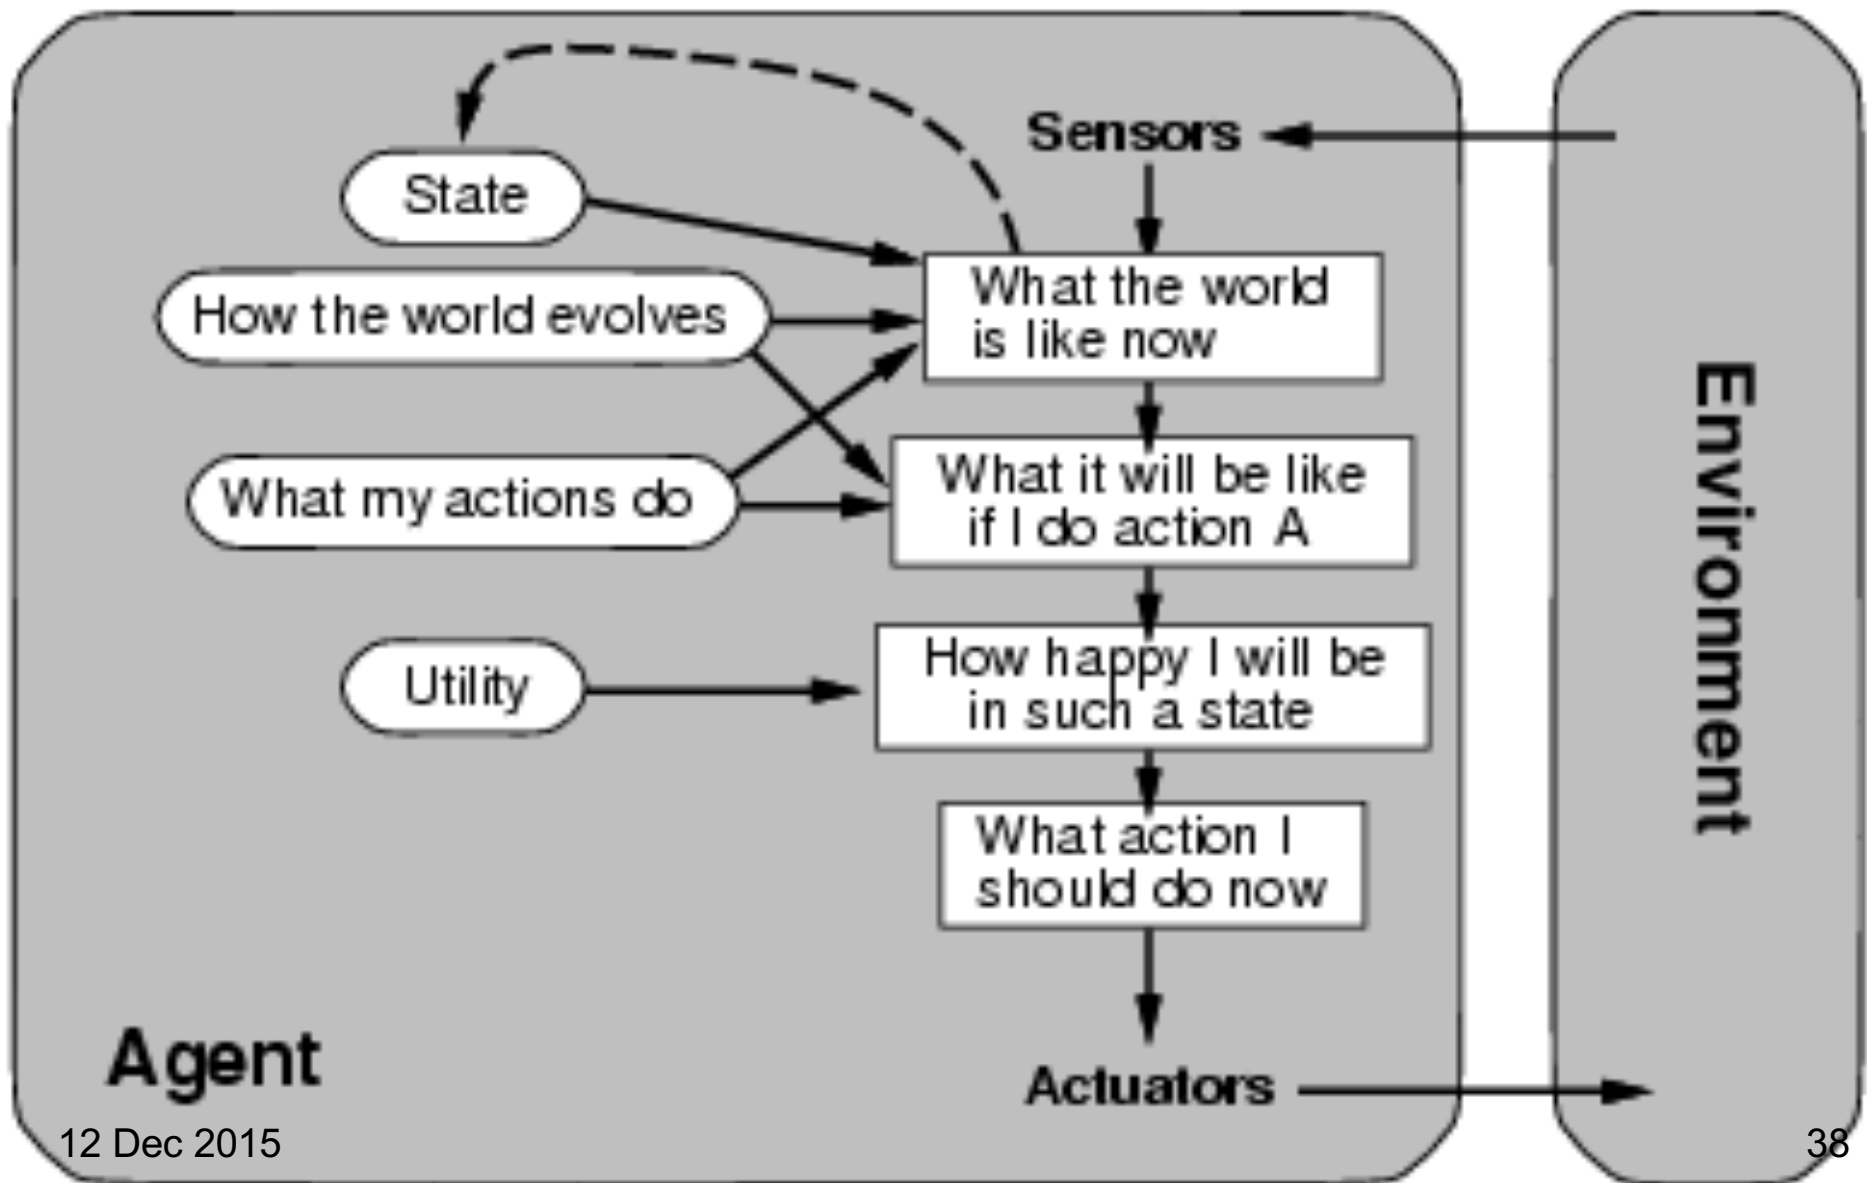 Sensors
State
What the world
is like now
How the world evolves
What it will be like
if I do action A
What my actions do
How happy I will be
in such a state
Utility
What action I
should do now
Environment
Agent
Actuators
12 Dec 2015
38